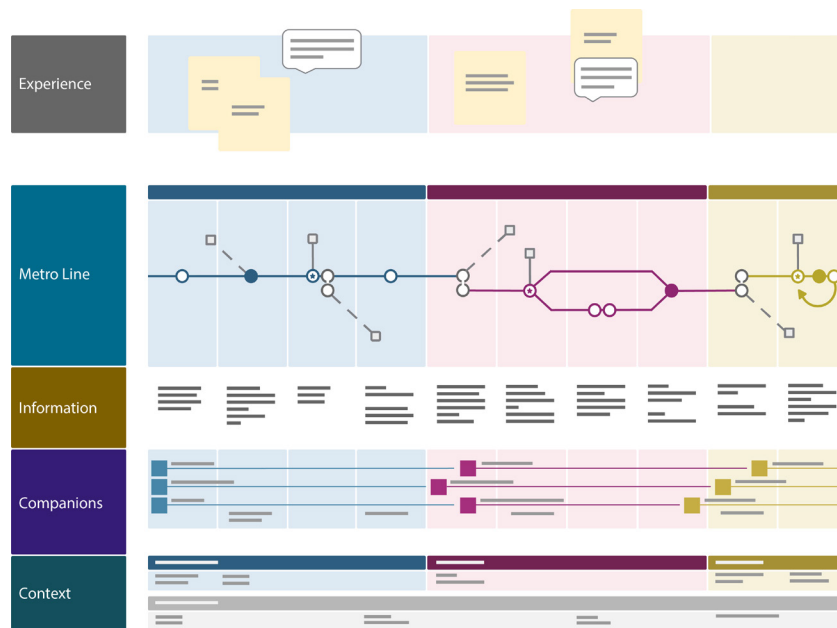 Experience
Metro Line
Information
Companions
Context